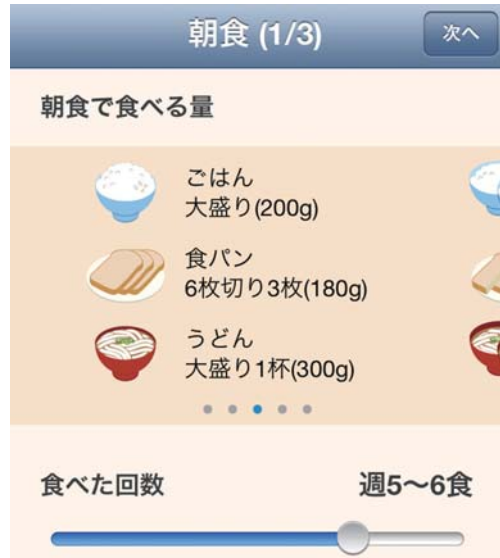 朝食 (1/3)
次へ
朝食で食べる量
ごはん
大盛り(200g)
食パン
6枚切り3枚(180g)
うどん
大盛り1杯(300g)
食べた回数
週5〜6食